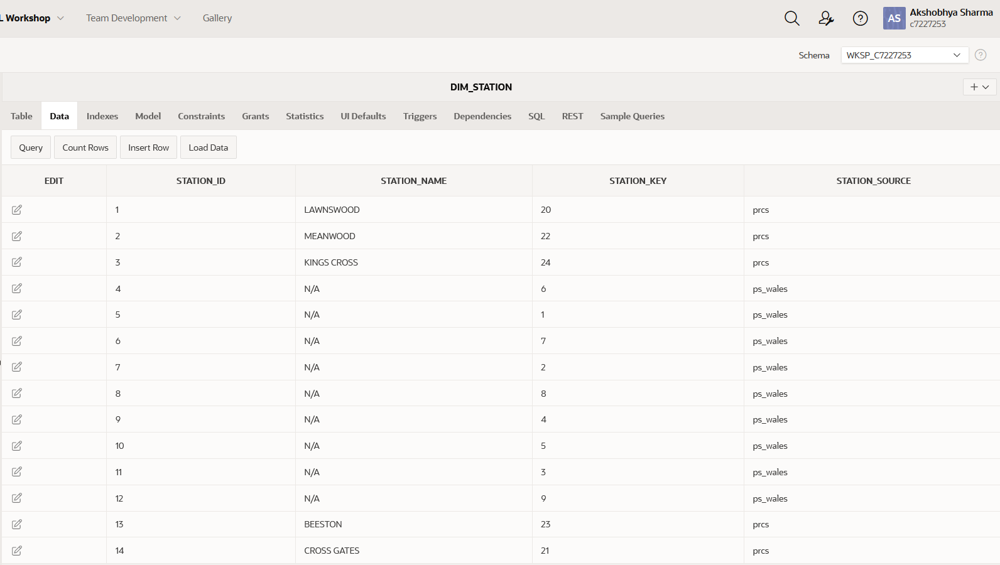 L Workshop Team Development Gallery AS Akshobhya Sharma
c7227253
Schema WKSP_C7227253
DIM_STATION
Table Data Indexes Model Constraints Grants Statistics UI Defaults Triggers Dependencies SQL REST Sample Queries
Query Count Rows Insert Row Load Data
EDIT STATION_ID STATION_NAME STATION_KEY STATION_SOURCE
1 LAWNSWOOD 20 prcs
2 MEANWOOD 22 prcs
3 KINGS CROSS 24 prcs
4 N/A 6 ps_wales
5 N/A 1 ps_wales
6 N/A 7 ps_wales
7 N/A 2 ps_wales
8 N/A 8 ps_wales
9 N/A 4 ps_wales
10 N/A 5 ps_wales
11 N/A 3 ps_wales
12 N/A 9 ps_wales
13 BEESTON 23 prcs
14 CROSS GATES 21 prcs